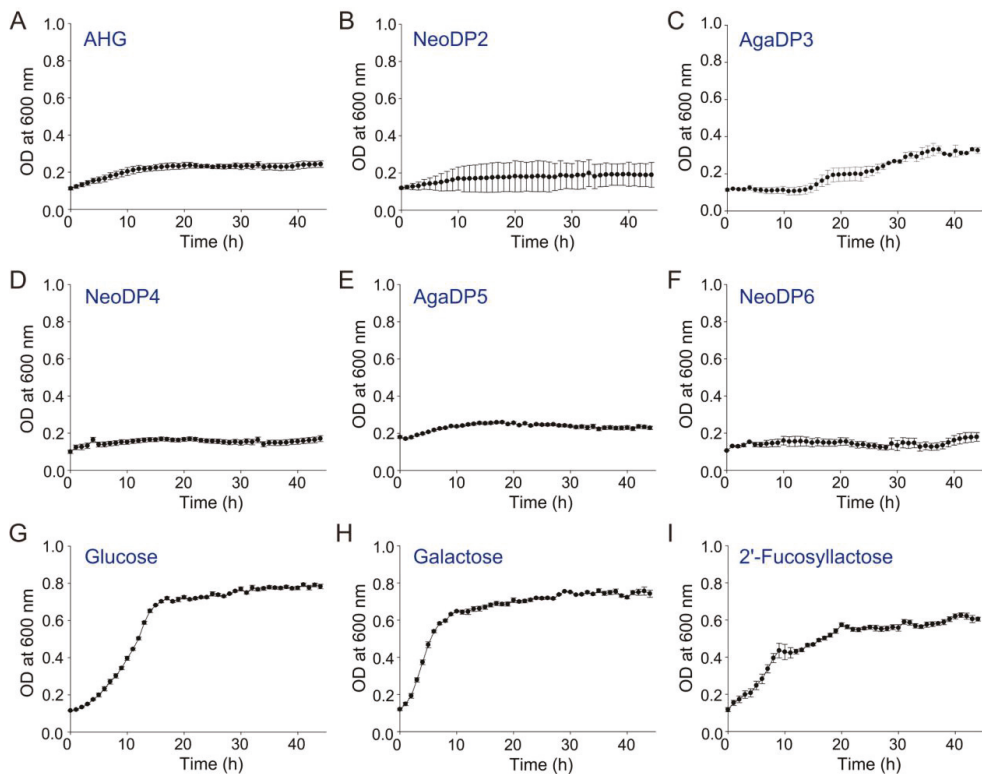 A
AHG
OD at 600 nm
1.0
0.8
0.6
0.4
0.2
0.0
0 10 20 30 40
Time (h)
B
NeoDP2
OD at 600 nm
1.0
0.8
0.6
0.4
0.2
0.0
0 10 20 30 40
Time (h)
C
AgaDP3
OD at 600 nm
1.0
0.8
0.6
0.4
0.2
0.0
0 10 20 30 40
Time (h)
D
NeoDP4
OD at 600 nm
1.0
0.8
0.6
0.4
0.2
0.0
0 10 20 30 40
Time (h)
E
AgaDP5
OD at 600 nm
1.0
0.8
0.6
0.4
0.2
0.0
0 10 20 30 40
Time (h)
F
NeoDP6
OD at 600 nm
1.0
0.8
0.6
0.4
0.2
0.0
0 10 20 30 40
Time (h)
G
Glucose
OD at 600 nm
1.0
0.8
0.6
0.4
0.2
0.0
0 10 20 30 40
Time (h)
H
Galactose
OD at 600 nm
1.0
0.8
0.6
0.4
0.2
0.0
0 10 20 30 40
Time (h)
I
2'-Fucosyllactose
OD at 600 nm
1.0
0.8
0.6
0.4
0.2
0.0
0 10 20 30 40
Time (h)